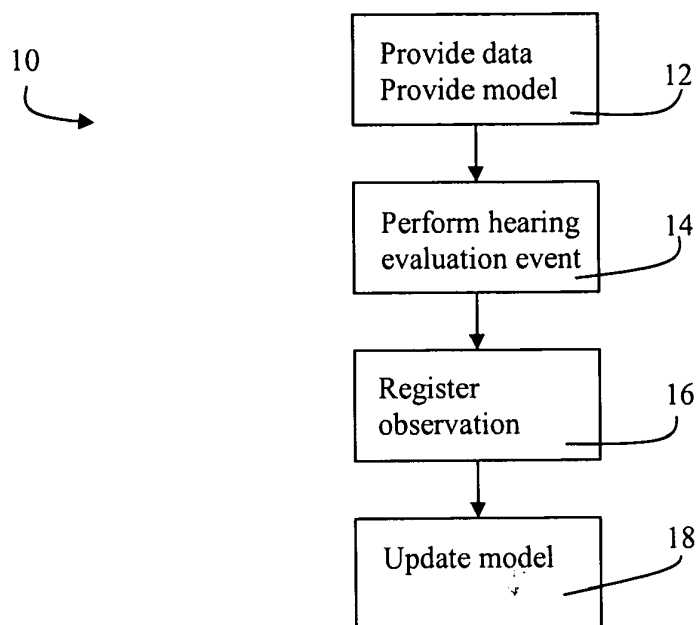 10
Provide data
Provide model
12
Perform hearing
evaluation event
14
Register
observation
16
Update model
18